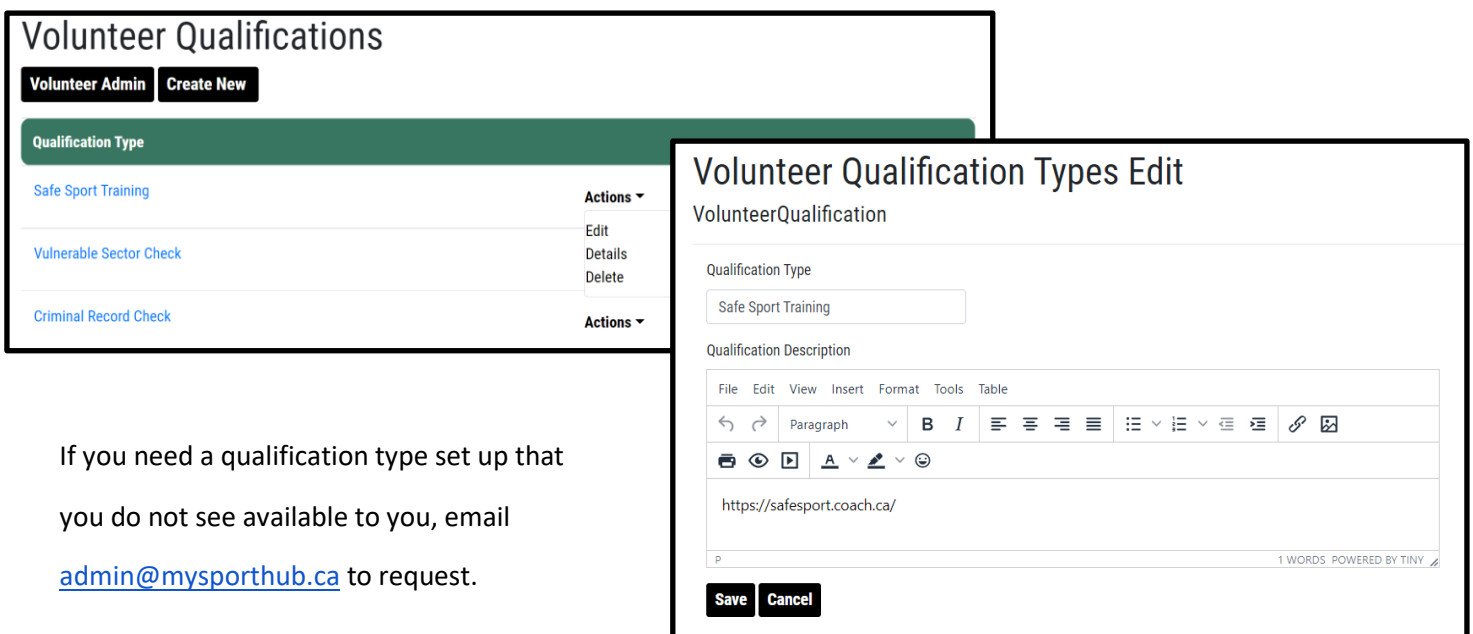 Volunteer Qualifications
Volunteer Admin Create New
Qualification Type
Safe Sport Training
Actions
Edit
Details
Delete
Vulnerable Sector Check
Criminal Record Check
Actions
Volunteer Qualification Types Edit
VolunteerQualification
Qualification Type
Safe Sport Training
Qualification Description
File Edit View Insert Format Tools Table
Paragraph B I
A
https://safesport.coach.ca/
P 1 WORDS POWERED BY TINY
Save Cancel
If you need a qualification type set up that
you do not see available to you, email
admin@mysporthub.ca to request.